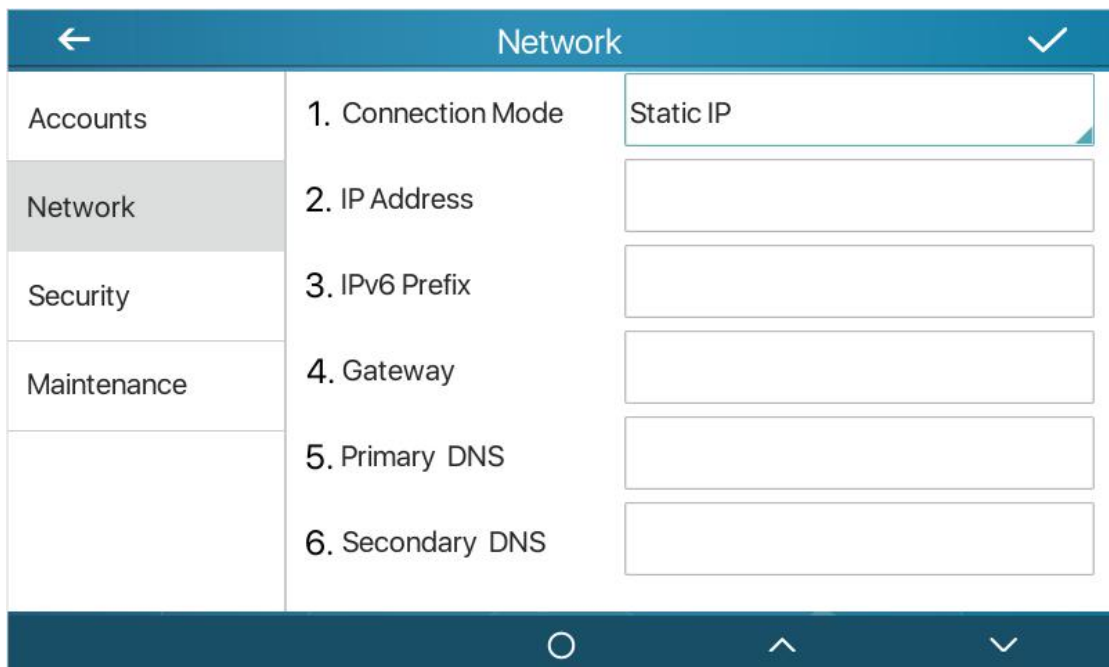 Network
Accounts
Network
Security
Maintenance
1. Connection Mode
Static IP
2. IP Address
3. IPv6 Prefix
4. Gateway
5. Primary DNS
6. Secondary DNS